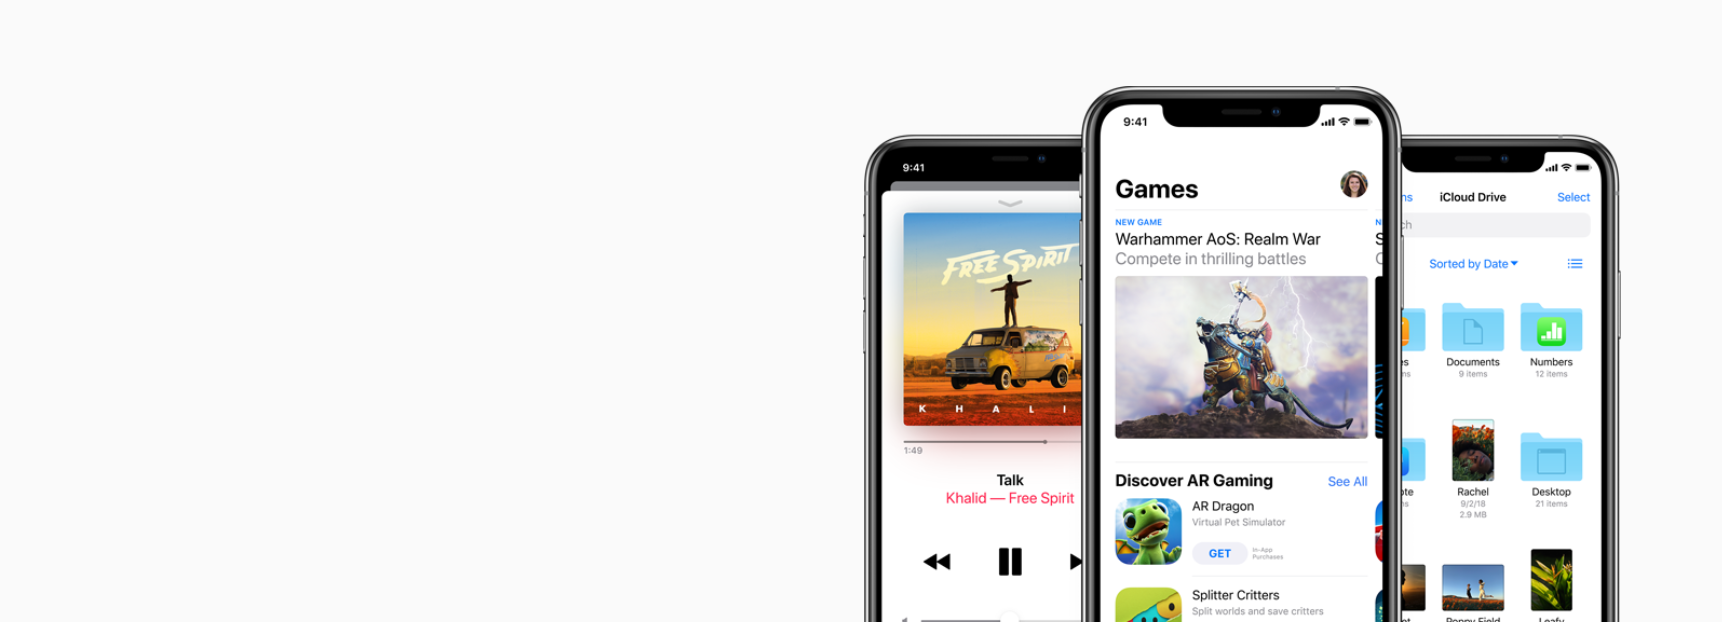 9:41
FREE SPIRIT
K H A L I
1:49
Talk
Khalid — Free Spirit
9:41
Games
NEW GAME
Warhammer AoS: Realm War
Compete in thrilling battles
Discover AR Gaming
See All
AR Dragon
Virtual Pet Simulator
GET
In-App
Purchases
Splitter Critters
Split worlds and save critters
iCloud Drive
Select
Sorted by Date
Documents
9 items
Numbers
12 items
Rachel
9/2/18
2.9 MB
Desktop
21 items
Poppy Field
Leafy